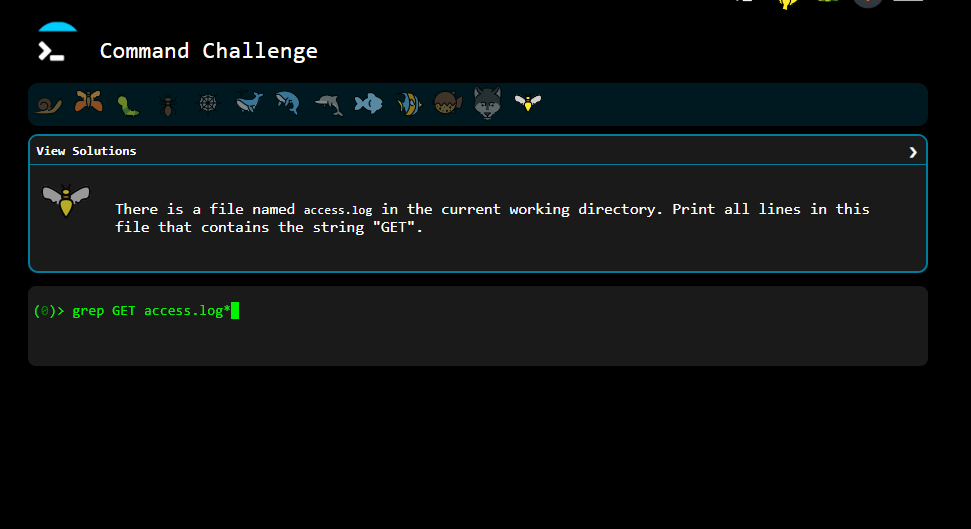 Command Challenge
View Solutions
There is a file named access.log in the current working directory. Print all lines in this
file that contains the string "GET".
(0)> grep GET access.log*